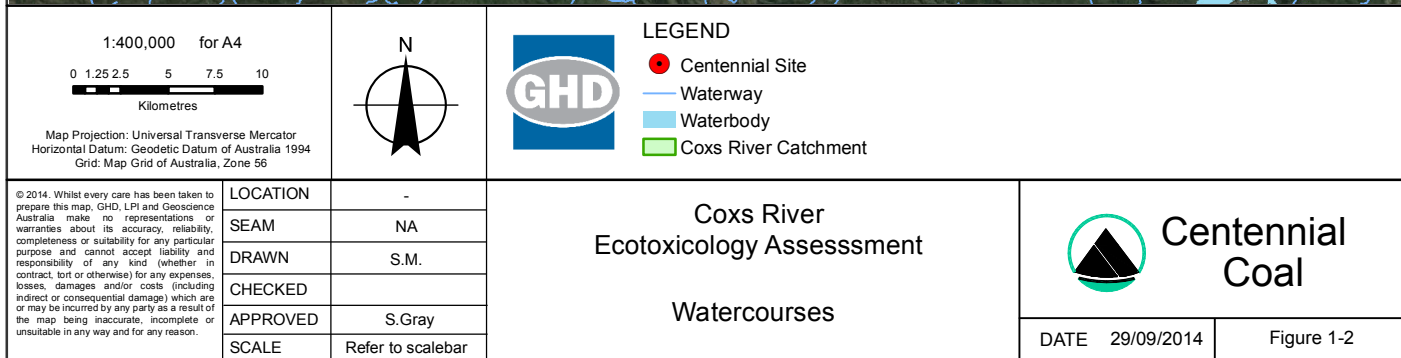 1:400,000 for A4
0 1.25 2.5 5 7.5 10
Kilometres
Map Projection: Universal Transverse Mercator
Horizontal Datum: Geodetic Datum of Australia 1994
Grid: Map Grid of Australia, Zone 56
N
GHD
LEGEND
Centennial Site
Waterway
Waterbody
Coxs River Catchment
© 2014. Whilst every care has been taken to
prepare this map, GHD, LPI and Geoscience
Australia make no representations or
warranties about its accuracy, reliability,
completeness or suitability for any particular
purpose and cannot accept liability and
responsibility of any kind (whether in
contract, tort or otherwise) for any expenses,
losses, damages and/or costs (including
indirect or consequential damage) which are
or may be incurred by any party as a result of
the map being inaccurate, incomplete or
unsuitable in any way and for any reason.
LOCATION -
SEAM NA
DRAWN S.M.
CHECKED
APPROVED S.Gray
SCALE Refer to scalebar
Coxs River
Ecotoxicology Assesssment
Watercourses
Centennial
Coal
DATE 29/09/2014
Figure 1-2